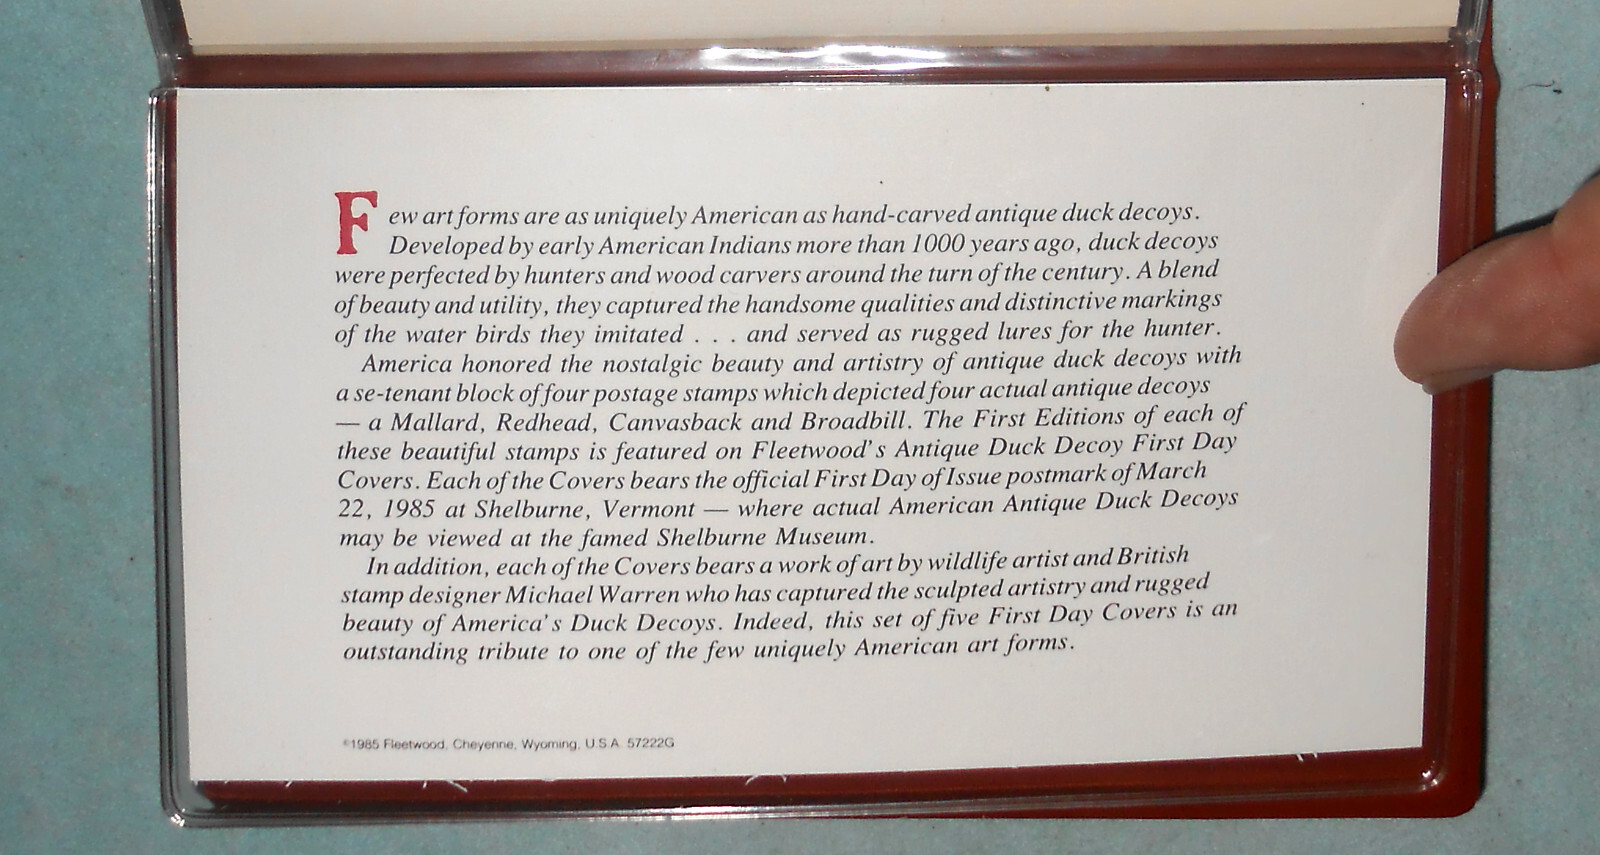 Few art forms are as uniquely American as hand-carved antique duck decoys.
Developed by early American Indians more than 1000 years ago, duck decoys
were perfected by hunters and wood carvers around the turn of the century. A blend
of beauty and utility, they captured the handsome qualities and distinctive markings
of the water birds they imitated . . . and served as rugged lures for the hunter.
America honored the nostalgic beauty and artistry of antique duck decoys with
a se-tenant block of four postage stamps which depicted four actual antique decoys
— a Mallard, Redhead, Canvasback and Broadbill. The First Editions of each of
these beautiful stamps is featured on Fleetwood's Antique Duck Decoy First Day
Covers. Each of the Covers bears the official First Day of Issue postmark of March
22, 1985 at Shelburne, Vermont — where actual American Antique Duck Decoys
may be viewed at the famed Shelburne Museum.
In addition, each of the Covers bears a work of art by wildlife artist and British
stamp designer Michael Warren who has captured the sculpted artistry and rugged
beauty of America's Duck Decoys. Indeed, this set of five First Day Covers is an
outstanding tribute to one of the few uniquely American art forms.
©1985 Fleetwood, Cheyenne, Wyoming, U.S.A. 57222G